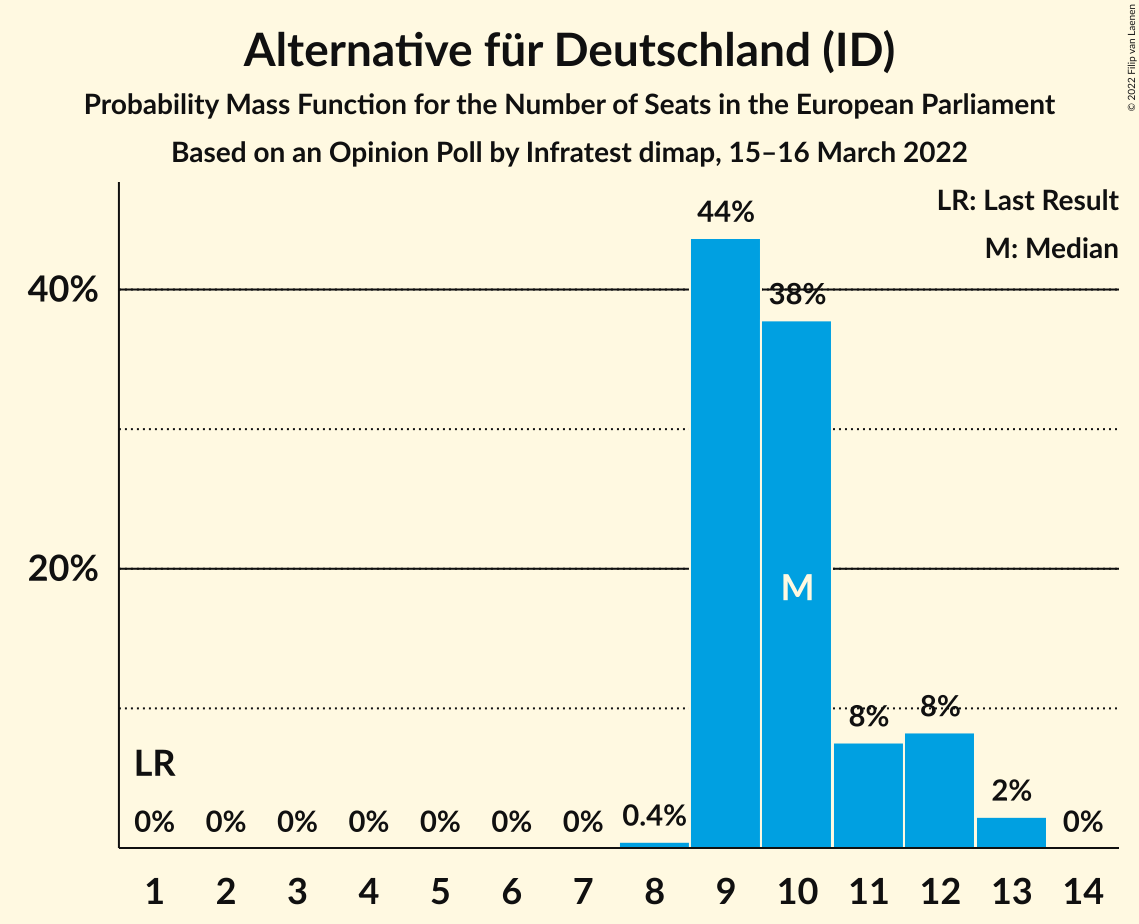 Alternative für Deutschland (ID)
Probability Mass Function for the Number of Seats in the European Parliament
Based on an Opinion Poll by Infratest dimap, 15–16 March 2022
© 2022 Filip van Laenen
LR: Last Result
M: Median
44%
40%
38%
20%
M
8%
8%
LR
2%
0% 0% 0% 0% 0% 0% 0% 0.4% 0%
1 2 3 4 5 6 7 8 9 10 11 12 13 14